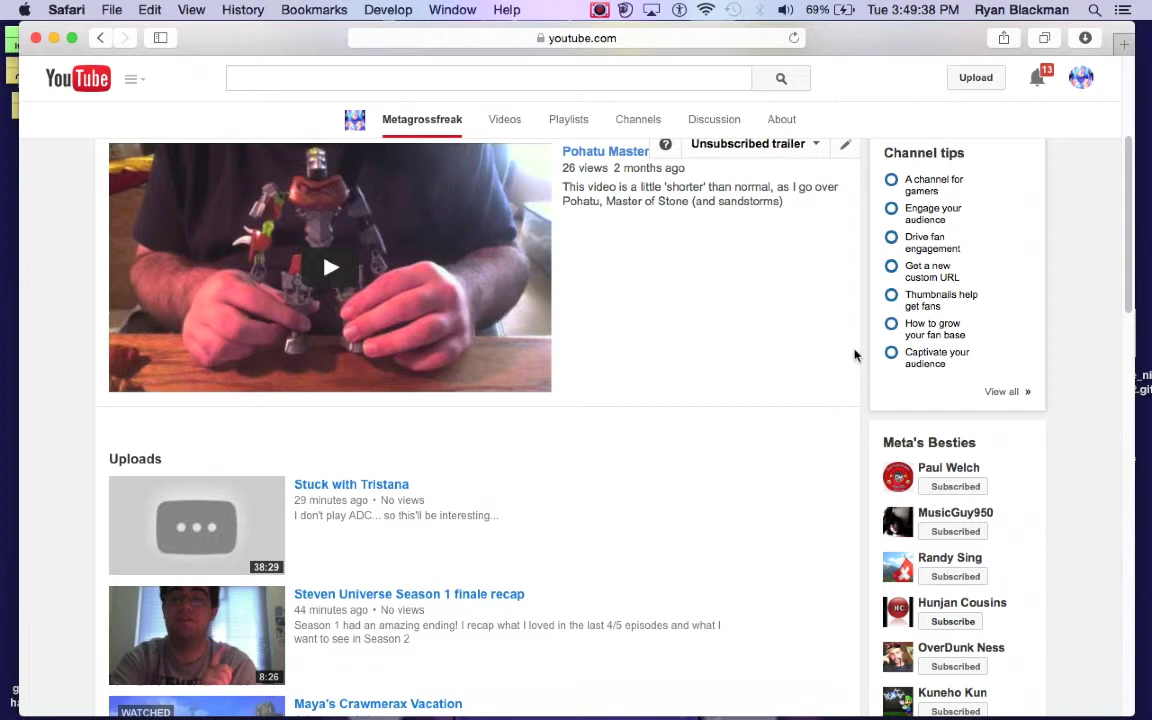 Safari File Edit View History Bookmarks Develop Window Help 69% Tue 3:49:38 PM Ryan Blackman
youtube.com
YouTube Upload 13
Metagrossfreak Videos Playlists Channels Discussion About
Pohatu Master ? Unsubscribed trailer
26 views 2 months ago
This video is a little 'shorter' than normal, as I go over
Pohatu, Master of Stone (and sandstorms)
Channel tips
A channel for
gamers
Engage your
audience
Drive fan
engagement
Get a new
custom URL
Thumbnails help
get fans
How to grow
your fan base
Captivate your
audience
View all »
Uploads
Stuck with Tristana
29 minutes ago • No views
I don't play ADC... so this'll be interesting...
38:29
Steven Universe Season 1 finale recap
44 minutes ago • No views
Season 1 had an amazing ending! I recap what I loved in the last 4/5 episodes and what I
want to see in Season 2
8:26
Maya's Crawmerax Vacation
WATCHED
Meta's Besties
Paul Welch
Subscribed
MusicGuy950
Subscribed
Randy Sing
Subscribed
HC
Hunjan Cousins
Subscribe
OverDunk Ness
Subscribed
Kuneho Kun
Subscribed